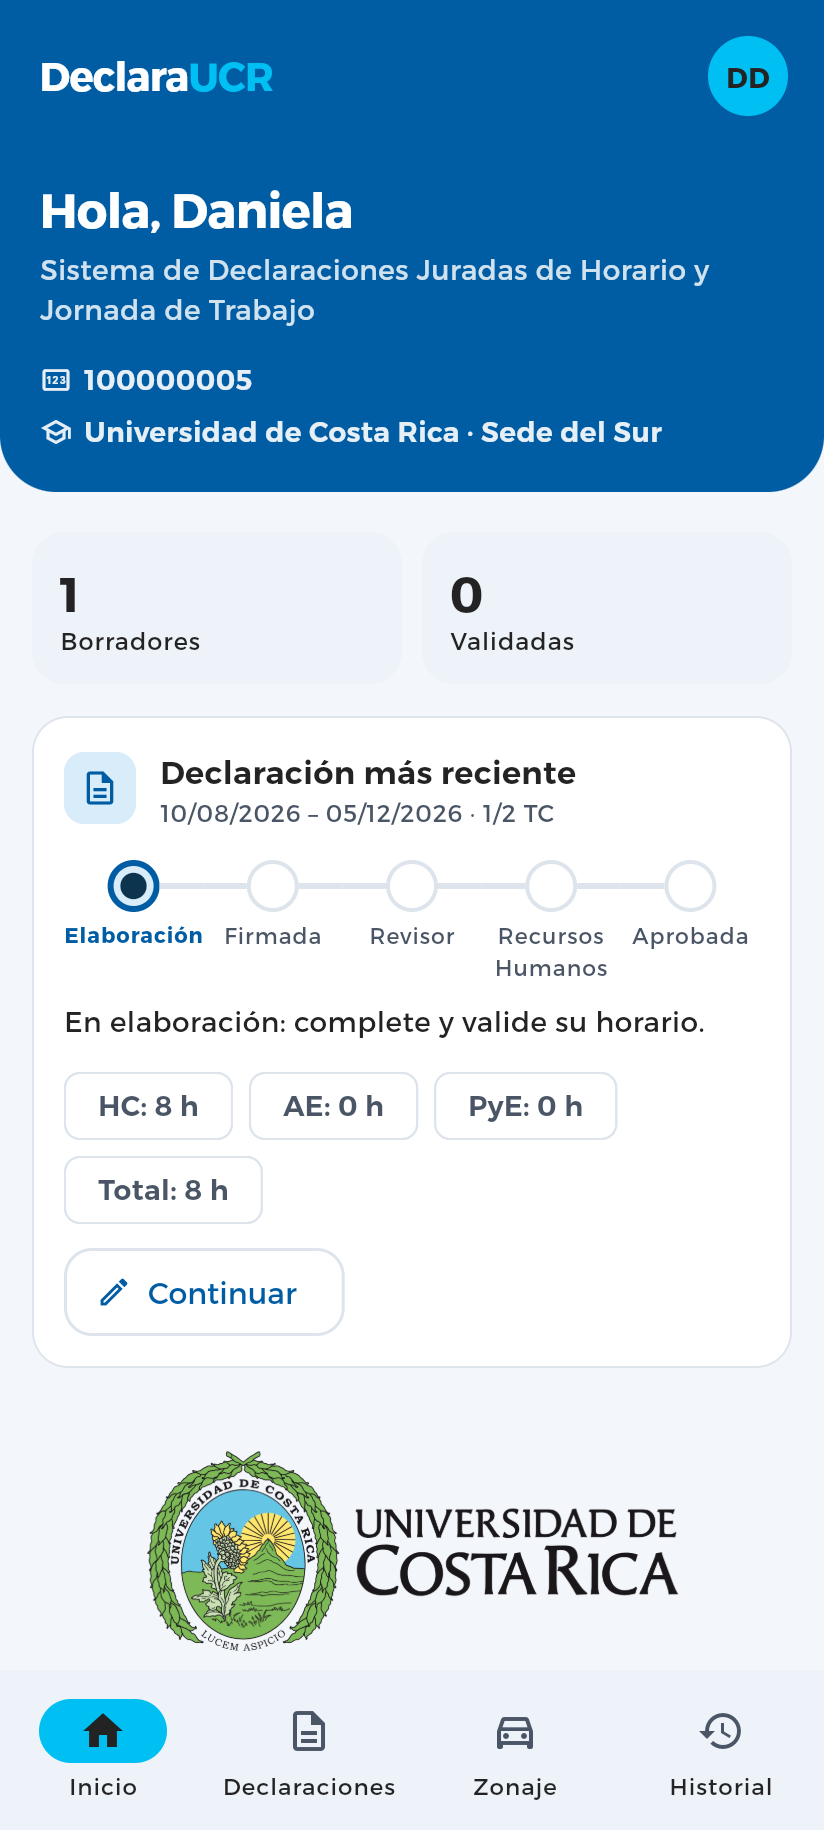 DeclaraUCR
DD
Hola, Daniela
Sistema de Declaraciones Juradas de Horario y
Jornada de Trabajo
123
100000005
Universidad de Costa Rica · Sede del Sur
1
Borradores
0
Validadas
Declaración más reciente
10/08/2026 – 05/12/2026 · 1/2 TC
Elaboración
Firmada
Revisor
Recursos
Humanos
Aprobada
En elaboración: complete y valide su horario.
HC: 8 h
AE: 0 h
PyE: 0 h
Total: 8 h
Continuar
UNIVERSIDAD DE COSTA RICA
LUCEM ASPICIO
UNIVERSIDAD DE
COSTA RICA
Inicio
Declaraciones
Zonaje
Historial